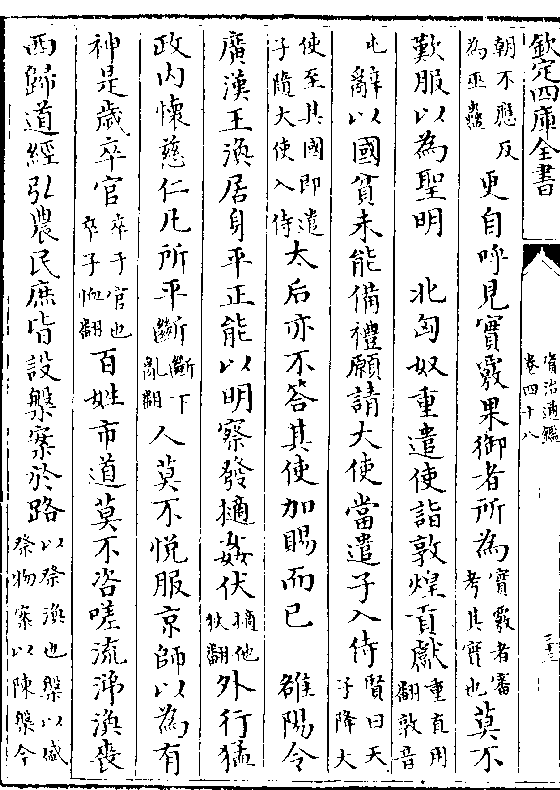 欽定四庫全書
資治通鑑
卷四十八
三十三
朝不應反為巫蠱更自呼見實覈果御者所為實覈者審考其實也莫不
歎服以為聖明　北匈奴重遣使詣敦煌貢獻重直用翻敦音
屯辭以國貧未能備禮願請大使當遣子入侍賢曰天子降大
使至其國即遣子隨大使入侍太后亦不答其使加賜而已　雒陽令
廣漢王渙居身平正能以明察發擿姦伏擿他狄翻外行猛
政內懷慈仁凡所平斷斷丁亂翻人莫不悅服京師以為有
神是歲卒官卒于官也卒子恤翻百姓市道莫不咨嗟流涕渙喪
西歸道經弘農民庶皆設槃案於路以祭渙也槃以盛祭物案以陳槃今